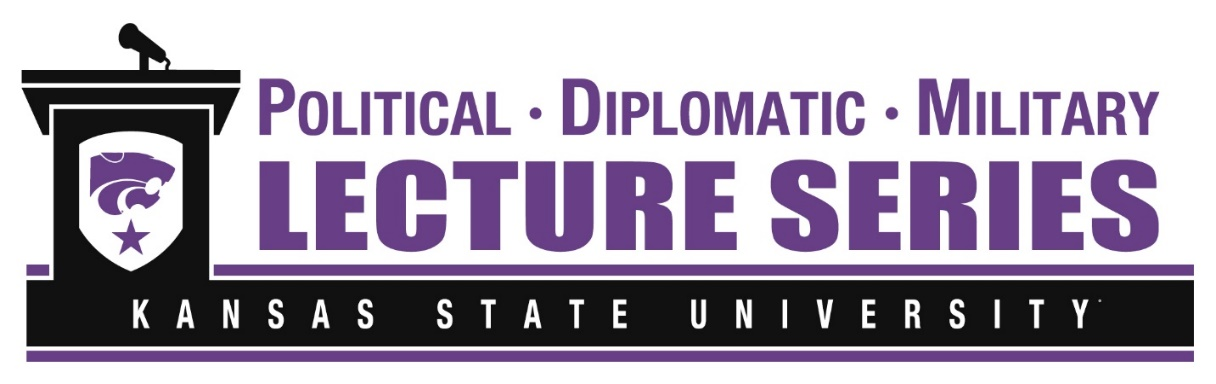 POLITICAL · DIPLOMATIC · MILITARY
LECTURE SERIES
KANSAS STATE UNIVERSITY